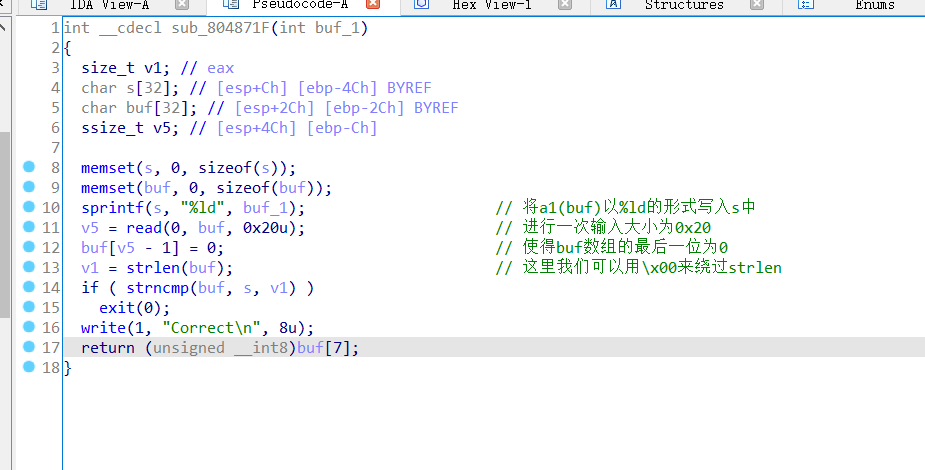 IDA View-A Pseudocode-A Hex View-1 Structures Enums
1 int __cdecl sub_804871F(int buf_1)
2 {
3 size_t v1; // eax
4 char s[32]; // [esp+Ch] [ebp-4Ch] BYREF
5 char buf[32]; // [esp+2Ch] [ebp-2Ch] BYREF
6 ssize_t v5; // [esp+4Ch] [ebp-Ch]
7
8 memset(s, 0, sizeof(s));
9 memset(buf, 0, sizeof(buf));
10 sprintf(s, "%ld", buf_1); // 将a1(buf)以%ld的形式写入s中
11 v5 = read(0, buf, 0x20u); // 进行一次输入大小为0x20
12 buf[v5 - 1] = 0; // 使得buf数组的最后一位为0
13 v1 = strlen(buf); // 这里我们可以用\x00来绕过strlen
14 if ( strncmp(buf, s, v1) )
15 exit(0);
16 write(1, "Correct\n", 8u);
17 return (unsigned __int8)buf[7];
18 }